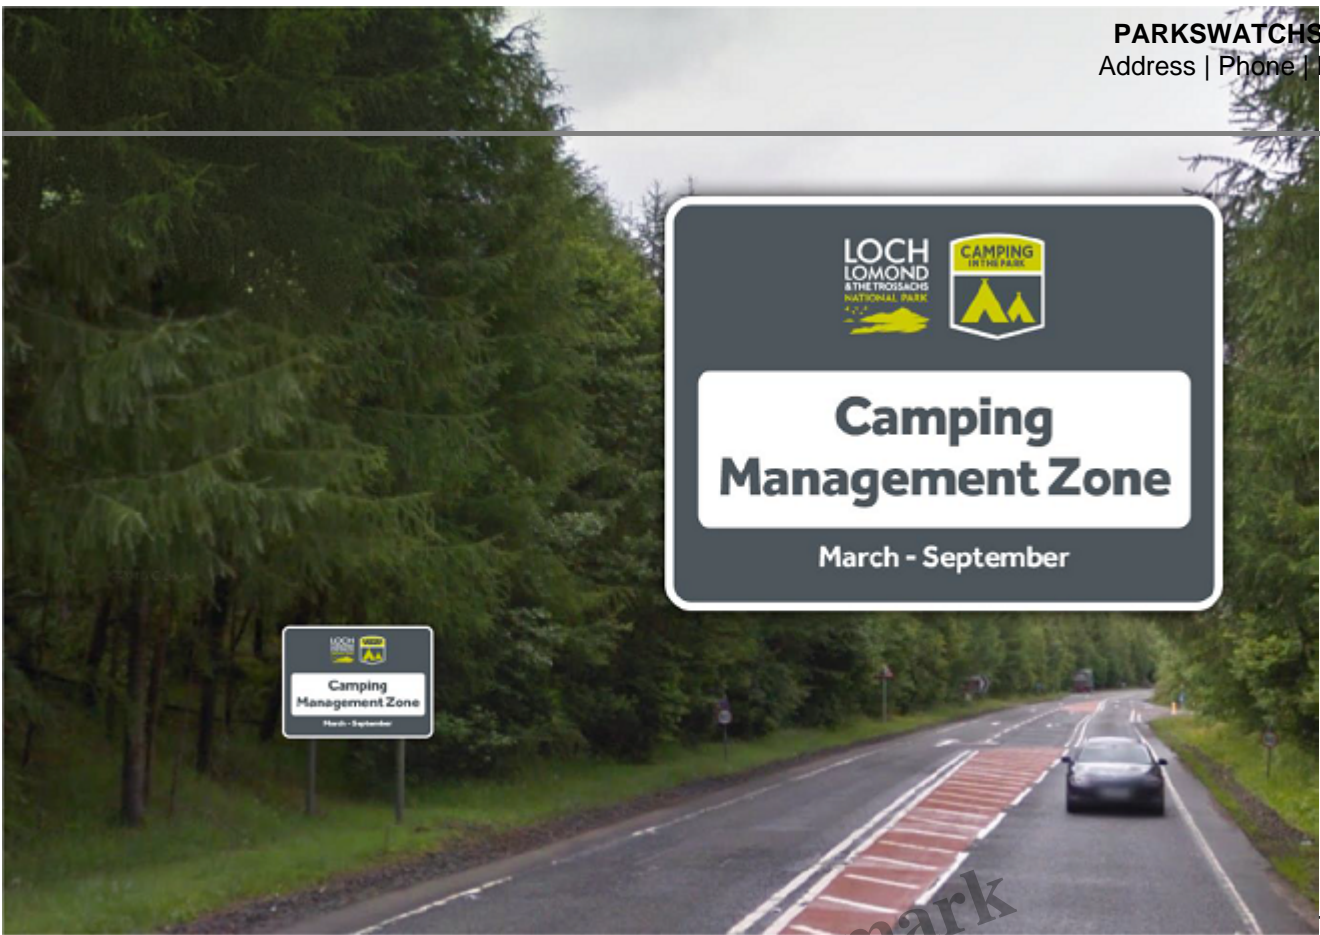 PARKSWATCHS
Address | Phone |
LOCH
LOMOND
& THE TROSSACHS
NATIONAL PARK
CAMPING
IN THE PARK
Camping
Management Zone
March - September
Camping
Management Zone
March - September
mark